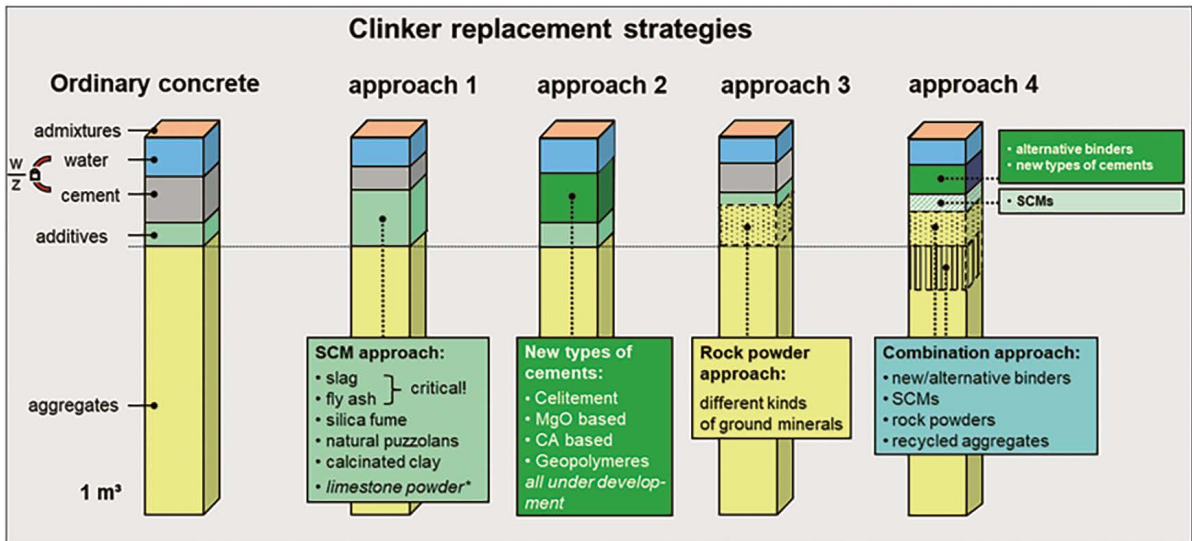 Clinker replacement strategies
Ordinary concrete
approach 1
approach 2
approach 3
approach 4
admixtures
water
W
Z
cement
additives
aggregates
1 m³
• alternative binders
• new types of cements
• SCMs
SCM approach:
• slag
• fly ash
critical!
• silica fume
• natural puzzolans
• calcinated clay
• limestone powder*
New types of
cements:
• Celitement
• MgO based
• CA based
• Geopolymeres
all under develop-
ment
Rock powder
approach:
different kinds
of ground minerals
Combination approach:
• new/alternative binders
• SCMs
• rock powders
• recycled aggregates